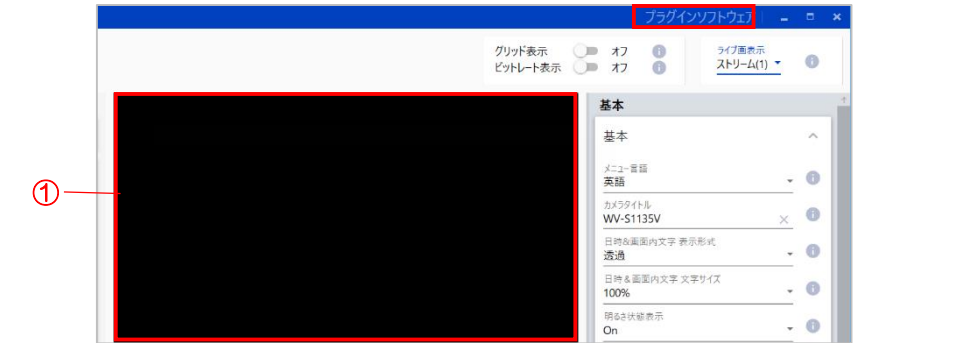 プラグインソフトウェア
グリッド表示 オフ
ビットレート表示 オフ
ライブ画表示
ストリーム(1)
基本
基本
①
メニュー言語
英語
カメラタイトル
WV-S1135V
日時&画面内文字 表示形式
透過
日時&画面内文字 文字サイズ
100%
明るさ状態表示
On